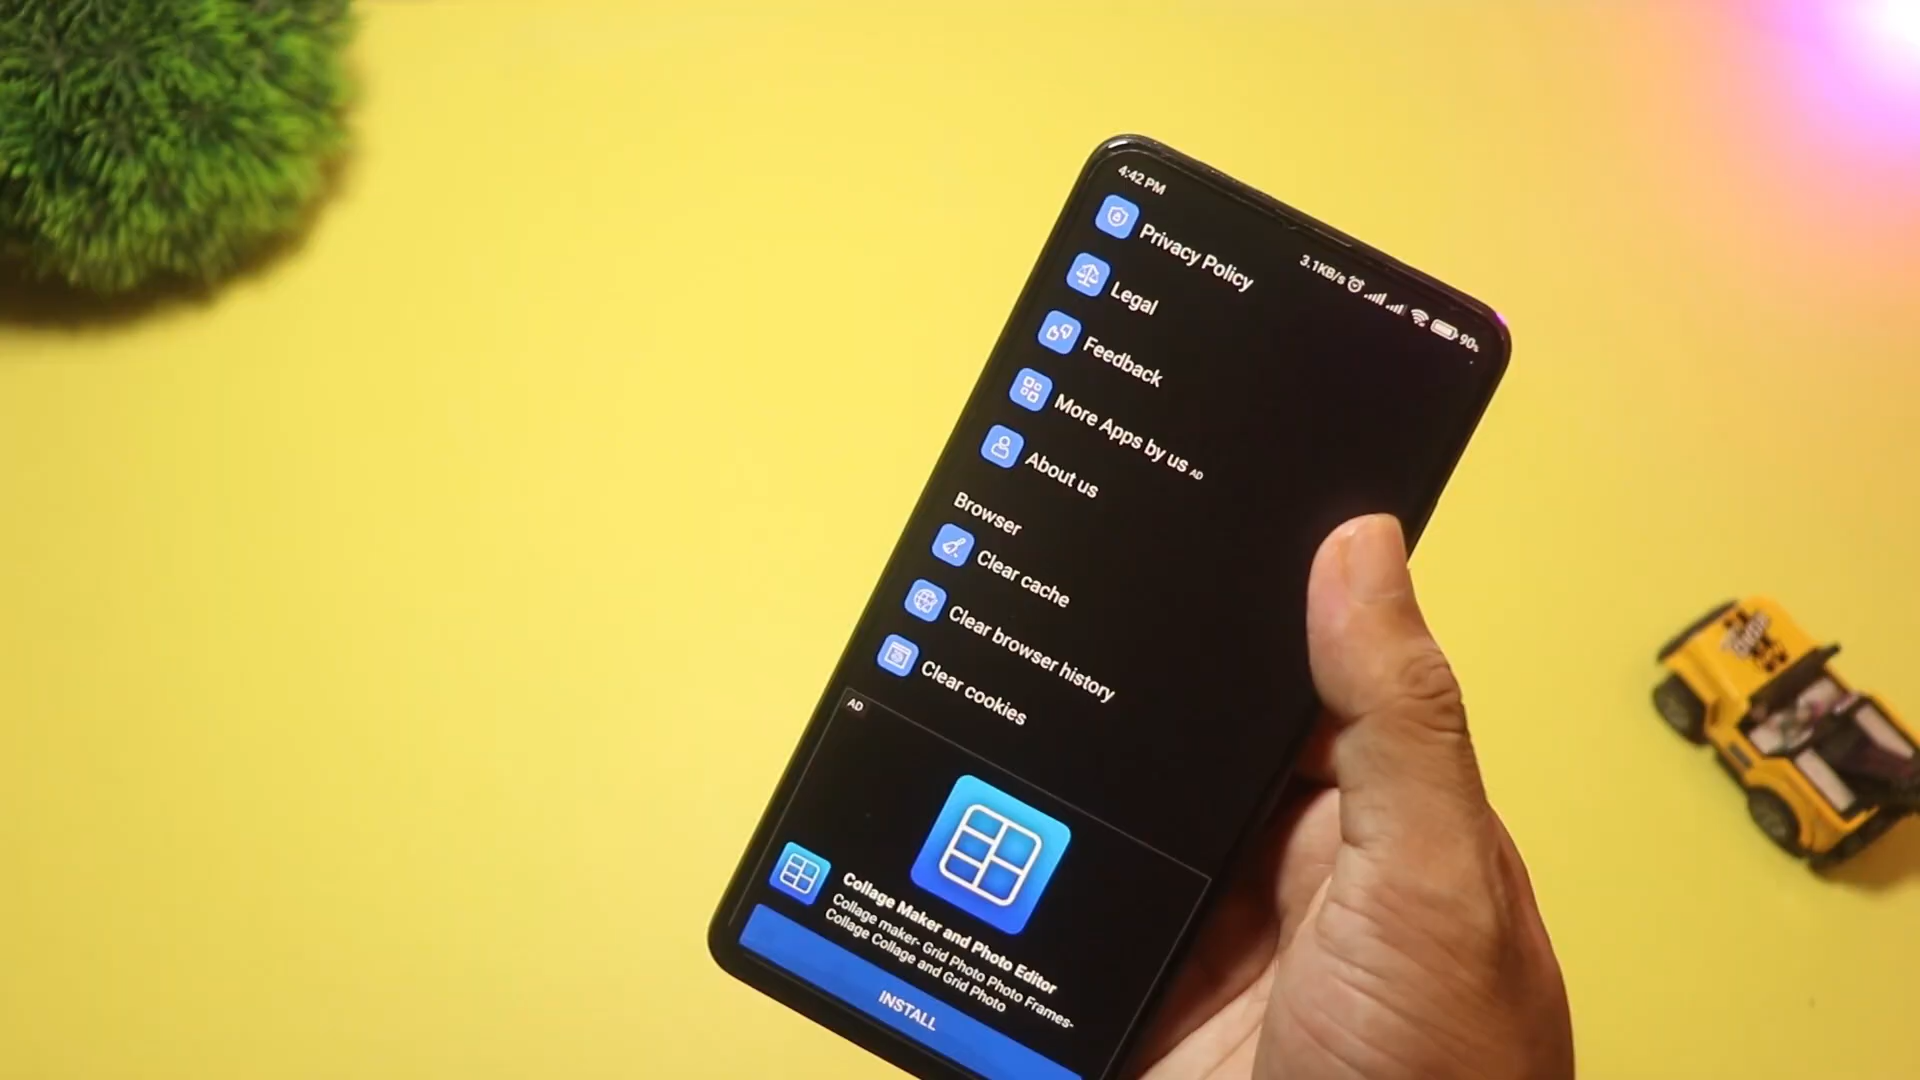 4:42 PM
3.1KB/s
90%
Privacy Policy
Legal
Feedback
More Apps by us AD
About us
Browser
Clear cache
Clear browser history
Clear cookies
AD
Collage Maker and Photo Editor
Collage maker- Grid Photo Photo Frames-
Collage Collage and Grid Photo
INSTALL